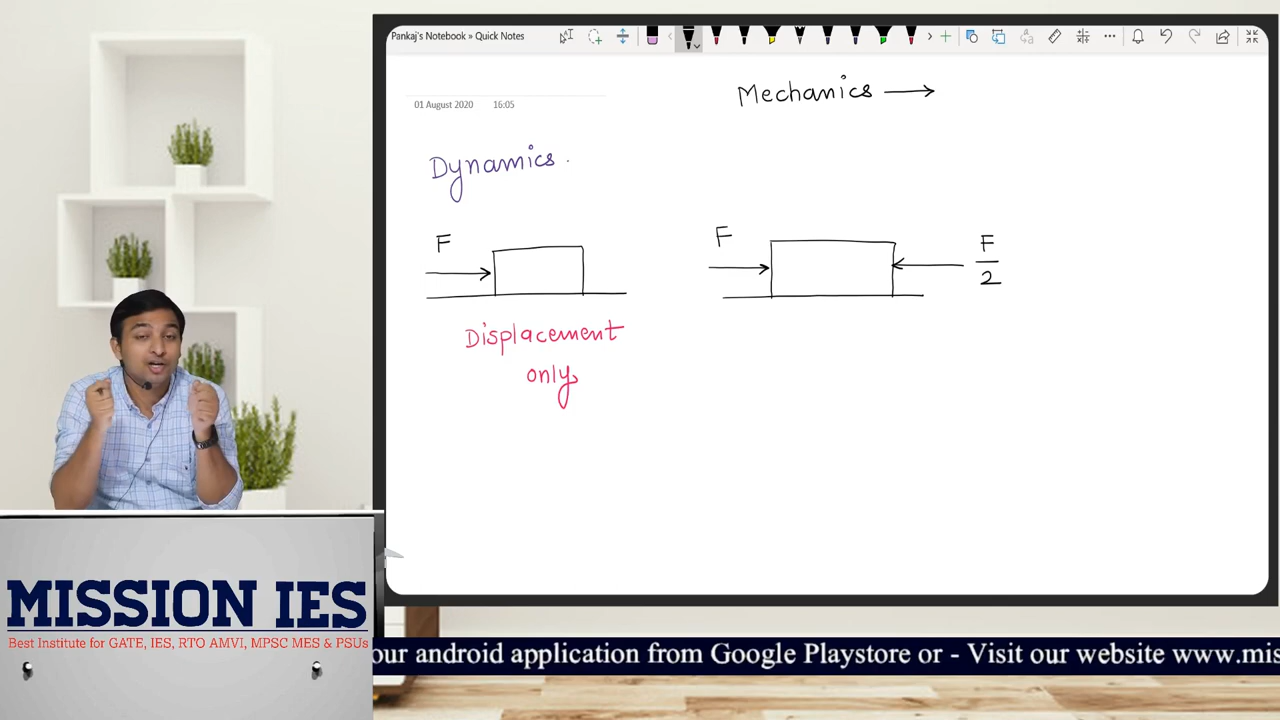 Pankaj's Notebook » Quick Notes
Mechanics →
01 August 2020 16:05
Dynamics.
F
F
F
2
Displacement
only
MISSION IES
Best Institute for GATE, IES, RTO AMVI, MPSC MES & PSUs
our android application from Google Playstore or - Visit our website www.mis